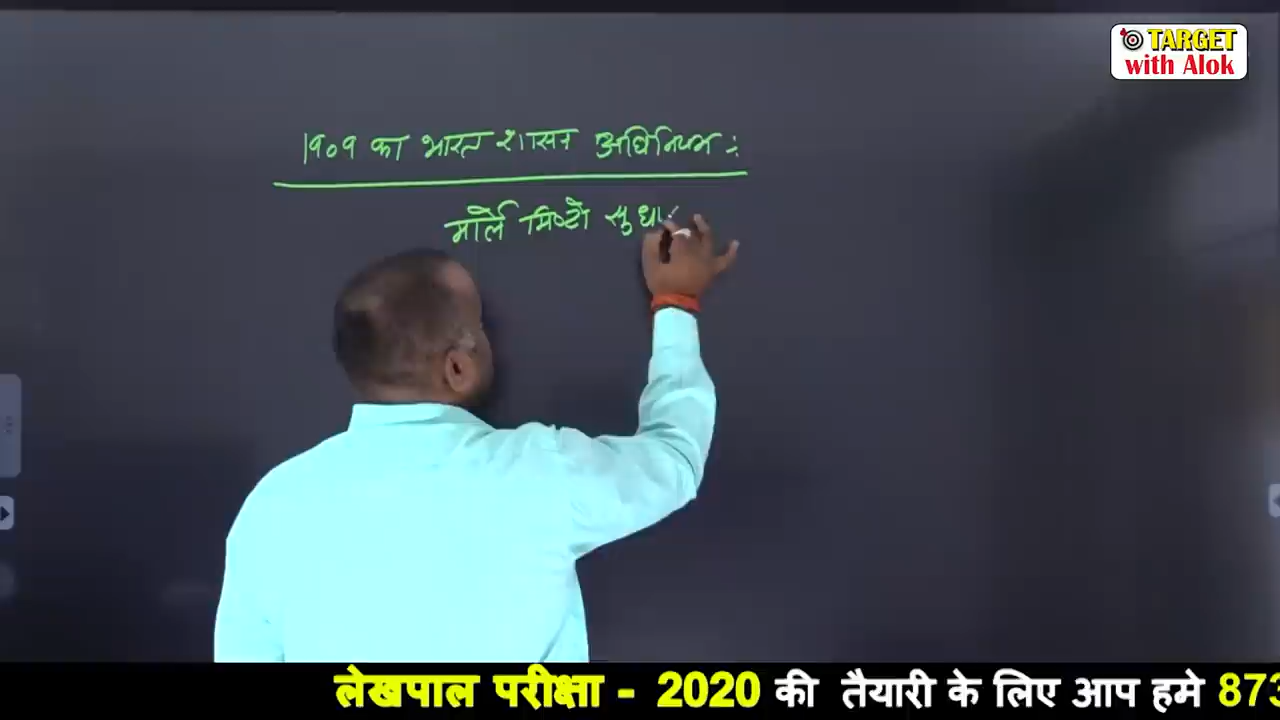 TARGET
with Alok
1909 का भारत शासन अधिनियम :
मार्ले मिण्टो सुधा
लेखपाल परीक्षा - 2020 की तैयारी के लिए आप हमे 873